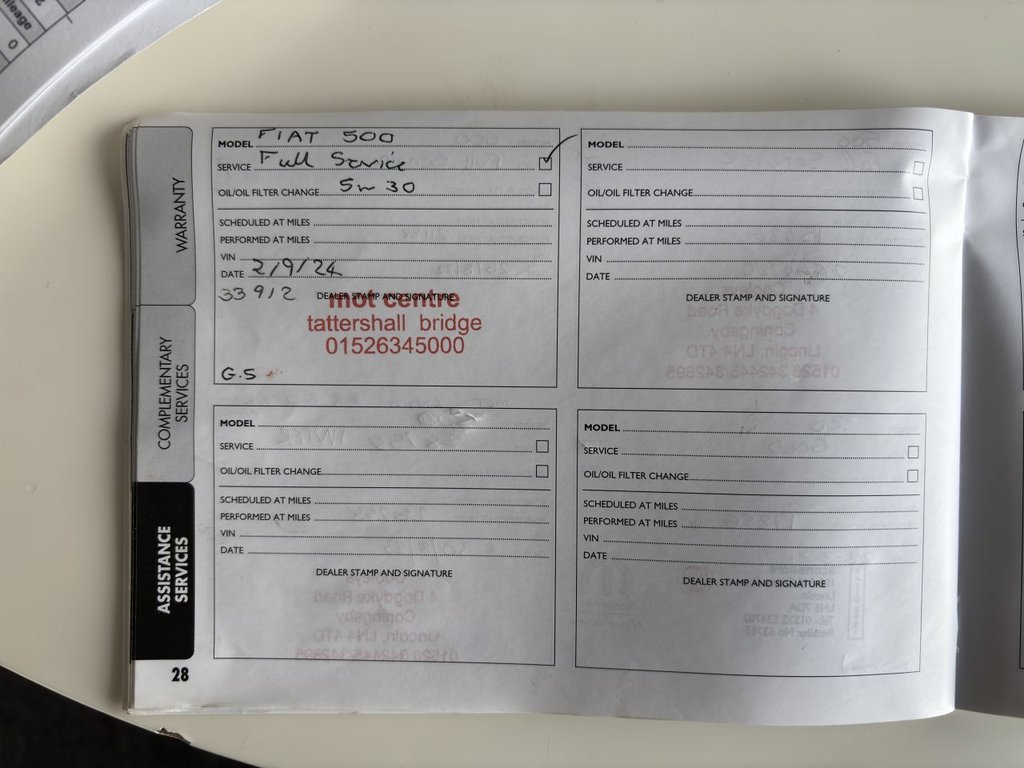 ileage
0
WARRANTY
COMPLEMENTARY
SERVICES
ASSISTANCE
SERVICES
28
MODEL FIAT 500
SERVICE Full Service
OIL/OIL FILTER CHANGE 5w 30
SCHEDULED AT MILES
PERFORMED AT MILES
VIN
DATE 2/9/24
33912
DEALER STAMP AND SIGNATURE
mot centre
tattershall bridge
01526345000
G.S
MODEL
SERVICE
OIL/OIL FILTER CHANGE
SCHEDULED AT MILES
PERFORMED AT MILES
VIN
DATE
DEALER STAMP AND SIGNATURE
MODEL
SERVICE
OIL/OIL FILTER CHANGE
SCHEDULED AT MILES
PERFORMED AT MILES
VIN
DATE
DEALER STAMP AND SIGNATURE
MODEL
SERVICE
OIL/OIL FILTER CHANGE
SCHEDULED AT MILES
PERFORMED AT MILES
VIN
DATE
DEALER STAMP AND SIGNATURE